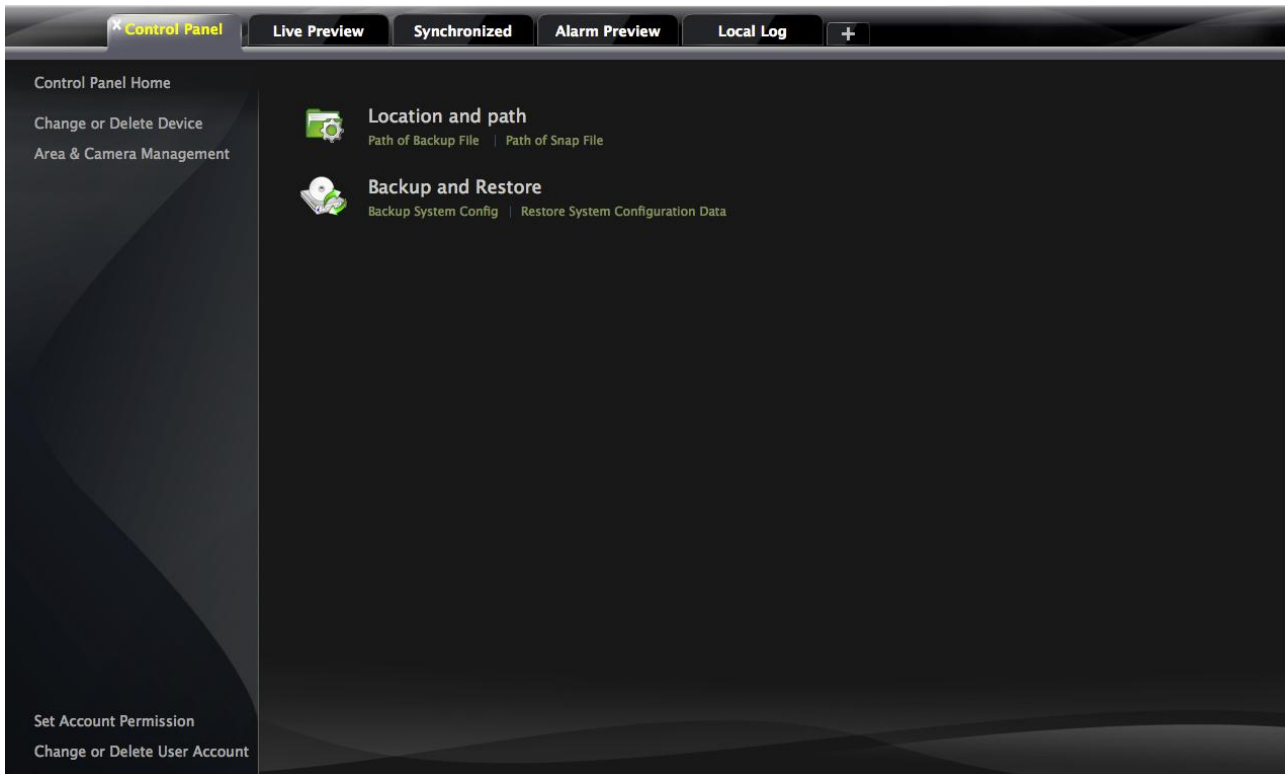 Control Panel
Live Preview
Synchronized
Alarm Preview
Local Log
Control Panel Home
Change or Delete Device
Area & Camera Management
Location and path
Path of Backup File | Path of Snap File
Backup and Restore
Backup System Config | Restore System Configuration Data
Set Account Permission
Change or Delete User Account